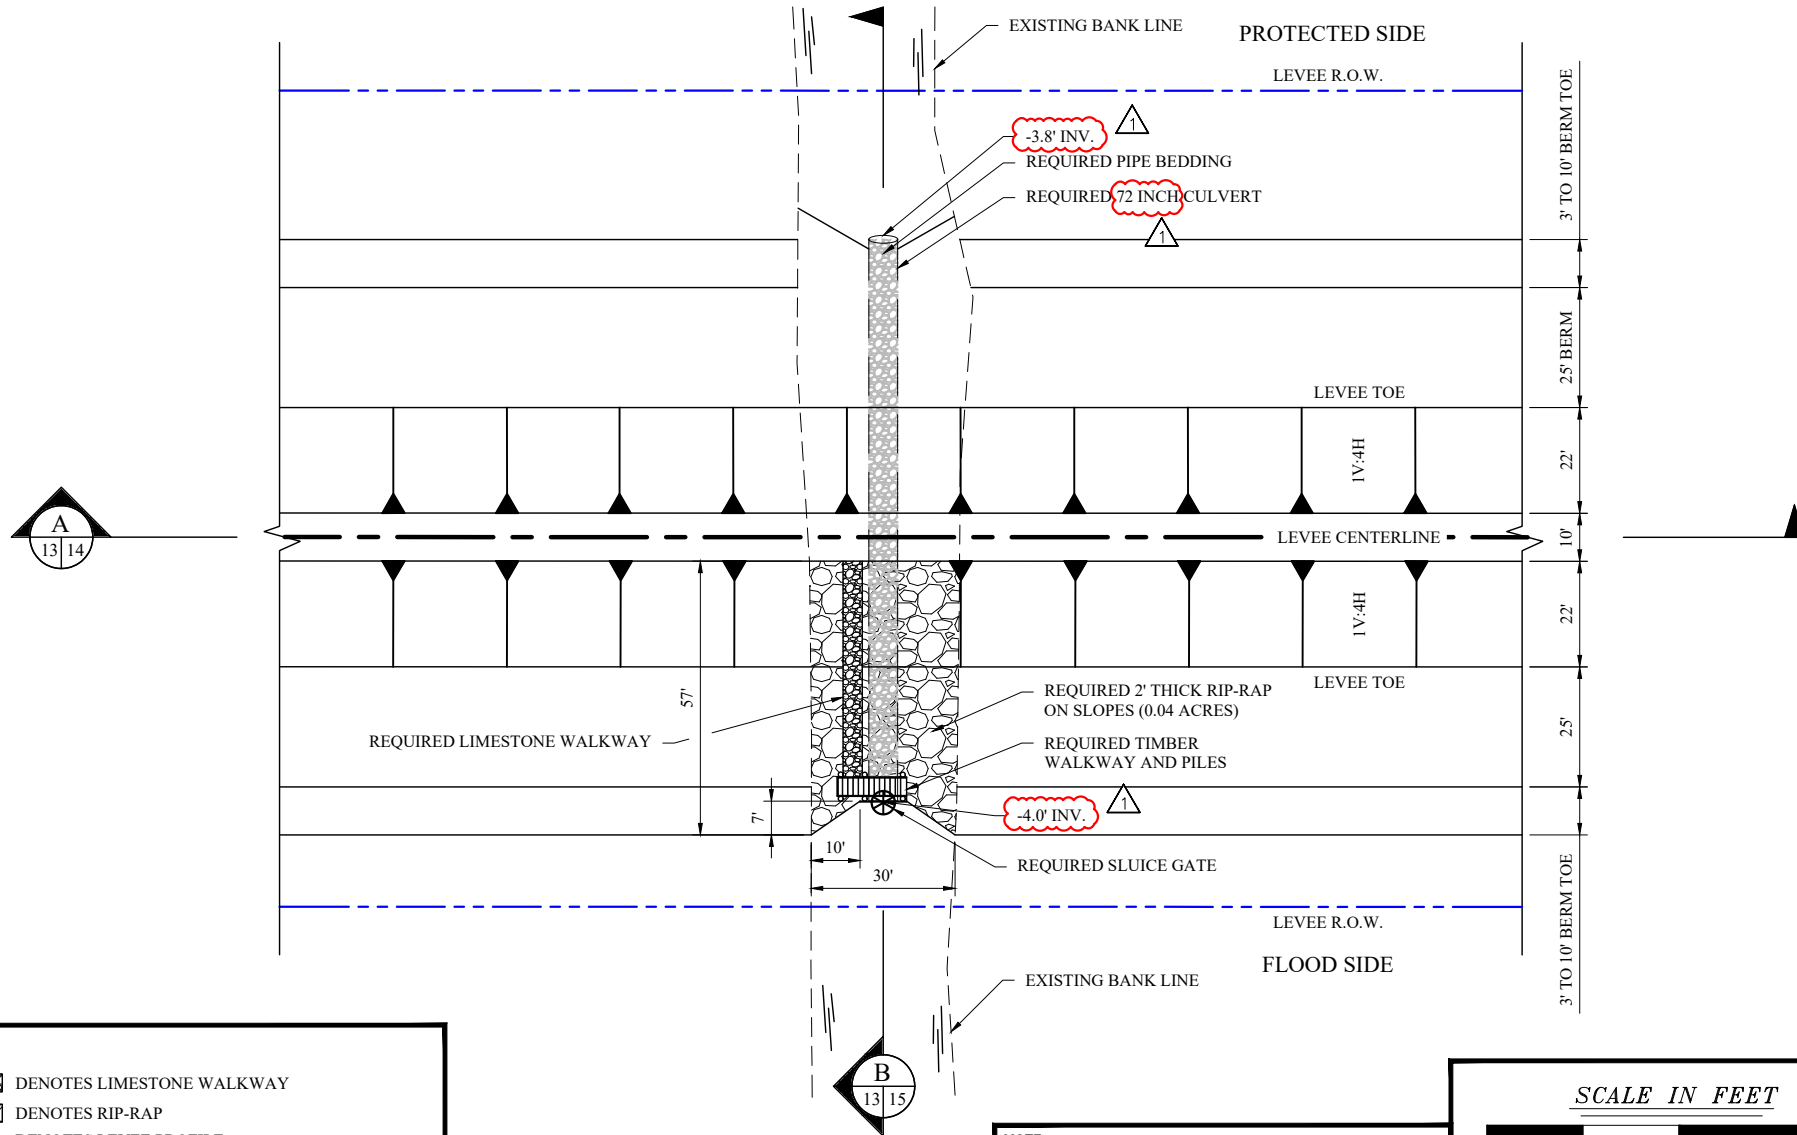 EXISTING BANK LINE
PROTECTED SIDE
LEVEE R.O.W.
-3.8' INV.
1
REQUIRED PIPE BEDDING
REQUIRED 72 INCH CULVERT
1
3' TO 10' BERM TOE
25' BERM
LEVEE TOE
1V:4H
22'
A
13 14
LEVEE CENTERLINE
10'
1V:4H
22'
LEVEE TOE
57'
REQUIRED 2' THICK RIP-RAP
ON SLOPES (0.04 ACRES)
25'
REQUIRED LIMESTONE WALKWAY
REQUIRED TIMBER
WALKWAY AND PILES
7'
-4.0' INV.
1
10'
REQUIRED SLUICE GATE
30'
LEVEE R.O.W.
3' TO 10' BERM TOE
FLOOD SIDE
EXISTING BANK LINE
B
13 15
DENOTES LIMESTONE WALKWAY
DENOTES RIP-RAP
SCALE IN FEET